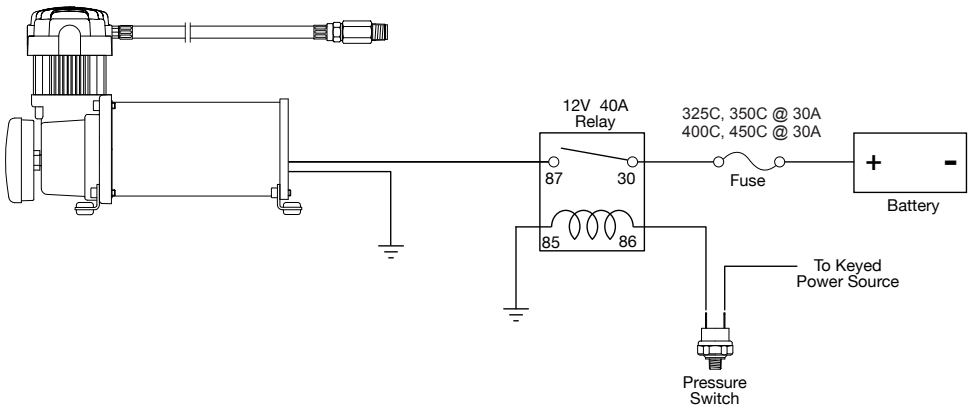 12V 40A
Relay
325C, 350C @ 30A
400C, 450C @ 30A
87
30
Fuse
+
-
Battery
85
86
To Keyed
Power Source
Pressure
Switch